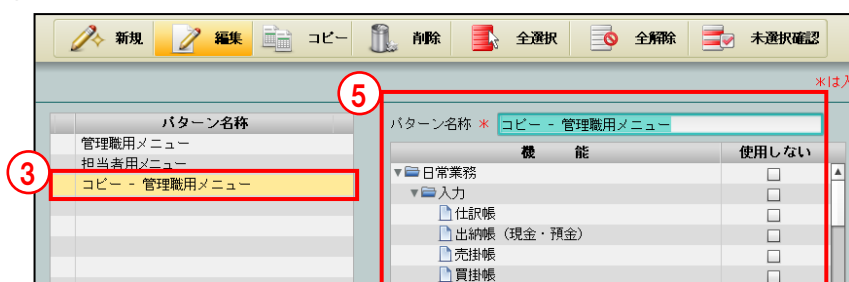 新規 編集 コピー 削除 全選択 全解除 未選択確認
*は入
⑤
パターン名称
管理職用メニュー
担当者用メニュー
③
コピー - 管理職用メニュー
パターン名称 * コピー - 管理職用メニュー
機 能 使用しない
日常業務
入力
仕訳帳
出納帳（現金・預金）
売掛帳
買掛帳